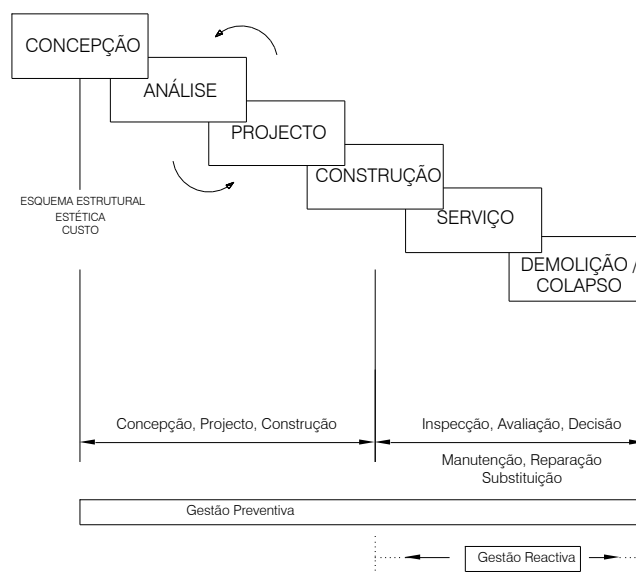 CONCEPÇÃO
ANÁLISE
PROJECTO
CONSTRUÇÃO
SERVIÇO
DEMOLIÇÃO /
COLAPSO
ESQUEMA ESTRUTURAL
ESTÉTICA
CUSTO
Concepção, Projecto, Construção
Inspecção, Avaliação, Decisão
Manutenção, Reparação
Substituição
Gestão Preventiva
Gestão Reactiva